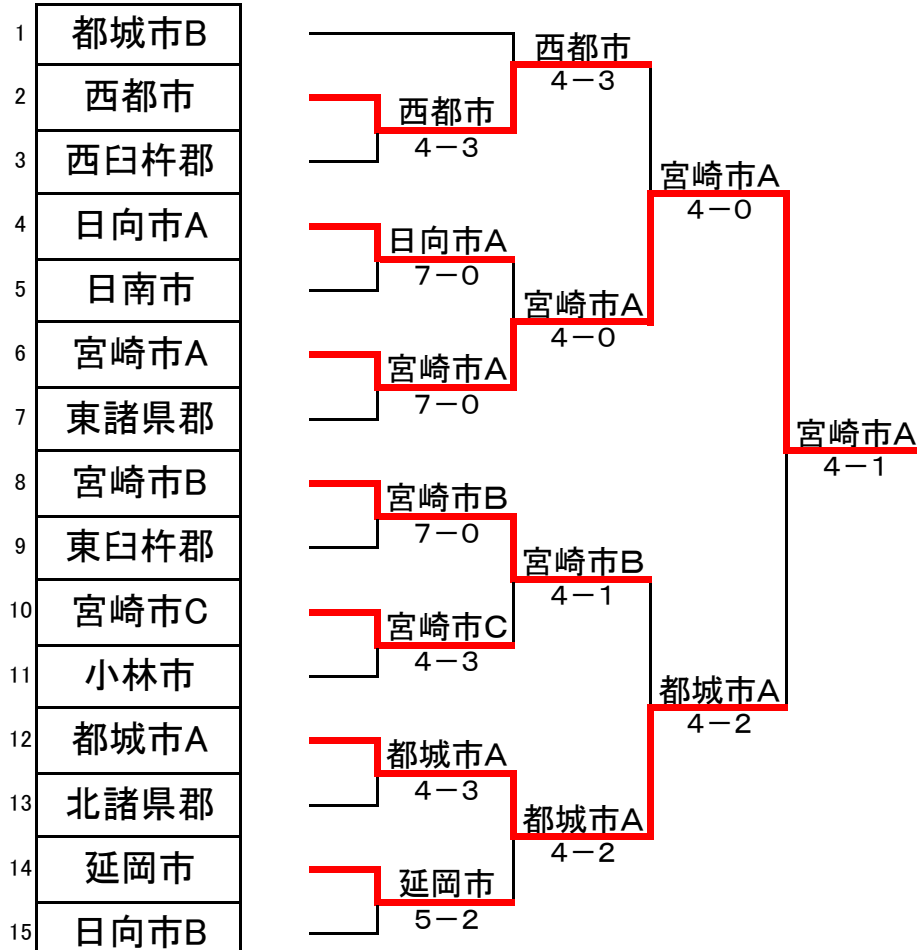 1 都城市B
2 西都市
3 西臼杵郡
4 日向市A
5 日南市
6 宮崎市A
7 東諸県郡
8 宮崎市B
9 東臼杵郡
10 宮崎市C
11 小林市
12 都城市A
13 北諸県郡
14 延岡市
15 日向市B
西都市
4－3
日向市A
7－0
宮崎市A
7－0
宮崎市B
7－0
宮崎市C
4－3
都城市A
4－3
延岡市
5－2
西都市
4－3
宮崎市A
4－0
宮崎市B
4－1
都城市A
4－2
宮崎市A
4－0
都城市A
4－2
宮崎市A
4－1